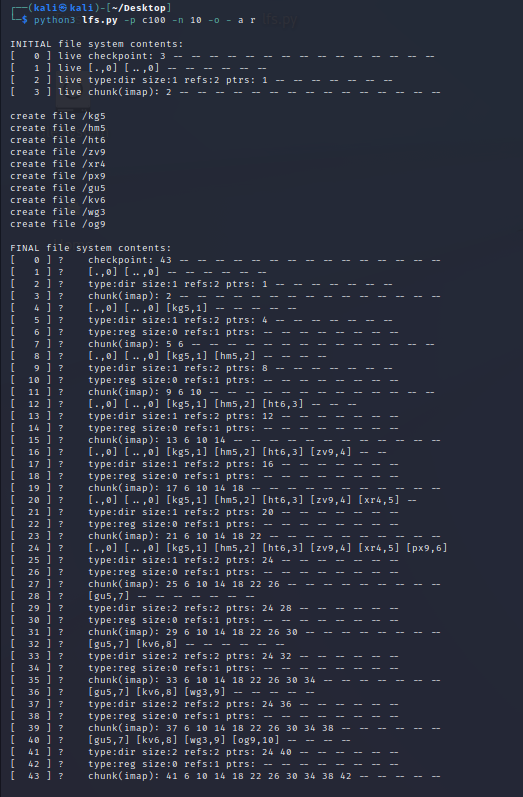 ┌──(kali㉿kali)-[~/Desktop]
└─$ python3 lfs.py -p c100 -n 10 -o - a r
INITIAL file system contents:
[   0 ] live checkpoint: 3 -- -- -- -- -- -- -- -- -- -- -- -- -- -- --
[   1 ] live [.,0] [..,0] -- -- -- -- -- --
[   2 ] live type:dir size:1 refs:2 ptrs: 1 -- -- -- -- -- -- --
[   3 ] live chunk(imap): 2 -- -- -- -- -- -- -- -- -- -- -- -- -- -- --
create file /kg5
create file /hm5
create file /ht6
create file /zv9
create file /xr4
create file /px9
create file /gu5
create file /kv6
create file /wg3
create file /og9
FINAL file system contents:
[   0 ] ?    checkpoint: 43 -- -- -- -- -- -- -- -- -- -- -- -- -- -- --
[   1 ] ?    [.,0] [..,0] -- -- -- -- -- --
[   2 ] ?    type:dir size:1 refs:2 ptrs: 1 -- -- -- -- -- -- --
[   3 ] ?    chunk(imap): 2 -- -- -- -- -- -- -- -- -- -- -- -- -- -- --
[   4 ] ?    [.,0] [..,0] [kg5,1] -- -- -- -- --
[   5 ] ?    type:dir size:1 refs:2 ptrs: 4 -- -- -- -- -- -- --
[   6 ] ?    type:reg size:0 refs:1 ptrs: -- -- -- -- -- -- -- --
[   7 ] ?    chunk(imap): 5 6 -- -- -- -- -- -- -- -- -- -- -- -- -- --
[   8 ] ?    [.,0] [..,0] [kg5,1] [hm5,2] -- -- -- --
[   9 ] ?    type:dir size:1 refs:2 ptrs: 8 -- -- -- -- -- -- --
[  10 ] ?    type:reg size:0 refs:1 ptrs: -- -- -- -- -- -- -- --
[  11 ] ?    chunk(imap): 9 6 10 -- -- -- -- -- -- -- -- -- -- -- -- --
[  12 ] ?    [.,0] [..,0] [kg5,1] [hm5,2] [ht6,3] -- -- --
[  13 ] ?    type:dir size:1 refs:2 ptrs: 12 -- -- -- -- -- -- --
[  14 ] ?    type:reg size:0 refs:1 ptrs: -- -- -- -- -- -- -- --
[  15 ] ?    chunk(imap): 13 6 10 14 -- -- -- -- -- -- -- -- -- -- -- --
[  16 ] ?    [.,0] [..,0] [kg5,1] [hm5,2] [ht6,3] [zv9,4] -- --
[  17 ] ?    type:dir size:1 refs:2 ptrs: 16 -- -- -- -- -- -- --
[  18 ] ?    type:reg size:0 refs:1 ptrs: -- -- -- -- -- -- -- --
[  19 ] ?    chunk(imap): 17 6 10 14 18 -- -- -- -- -- -- -- -- -- -- --
[  20 ] ?    [.,0] [..,0] [kg5,1] [hm5,2] [ht6,3] [zv9,4] [xr4,5] --
[  21 ] ?    type:dir size:1 refs:2 ptrs: 20 -- -- -- -- -- -- --
[  22 ] ?    type:reg size:0 refs:1 ptrs: -- -- -- -- -- -- -- --
[  23 ] ?    chunk(imap): 21 6 10 14 18 22 -- -- -- -- -- -- -- -- -- --
[  24 ] ?    [.,0] [..,0] [kg5,1] [hm5,2] [ht6,3] [zv9,4] [xr4,5] [px9,6]
[  25 ] ?    type:dir size:1 refs:2 ptrs: 24 -- -- -- -- -- -- --
[  26 ] ?    type:reg size:0 refs:1 ptrs: -- -- -- -- -- -- -- --
[  27 ] ?    chunk(imap): 25 6 10 14 18 22 26 -- -- -- -- -- -- -- -- --
[  28 ] ?    [gu5,7] -- -- -- -- -- -- --
[  29 ] ?    type:dir size:2 refs:2 ptrs: 24 28 -- -- -- -- -- --
[  30 ] ?    type:reg size:0 refs:1 ptrs: -- -- -- -- -- -- -- --
[  31 ] ?    chunk(imap): 29 6 10 14 18 22 26 30 -- -- -- -- -- -- -- --
[  32 ] ?    [gu5,7] [kv6,8] -- -- -- -- -- --
[  33 ] ?    type:dir size:2 refs:2 ptrs: 24 32 -- -- -- -- -- --
[  34 ] ?    type:reg size:0 refs:1 ptrs: -- -- -- -- -- -- -- --
[  35 ] ?    chunk(imap): 33 6 10 14 18 22 26 30 34 -- -- -- -- -- -- --
[  36 ] ?    [gu5,7] [kv6,8] [wg3,9] -- -- -- -- --
[  37 ] ?    type:dir size:2 refs:2 ptrs: 24 36 -- -- -- -- -- --
[  38 ] ?    type:reg size:0 refs:1 ptrs: -- -- -- -- -- -- -- --
[  39 ] ?    chunk(imap): 37 6 10 14 18 22 26 30 34 38 -- -- -- -- -- --
[  40 ] ?    [gu5,7] [kv6,8] [wg3,9] [og9,10] -- -- -- --
[  41 ] ?    type:dir size:2 refs:2 ptrs: 24 40 -- -- -- -- -- --
[  42 ] ?    type:reg size:0 refs:1 ptrs: -- -- -- -- -- -- -- --
[  43 ] ?    chunk(imap): 41 6 10 14 18 22 26 30 34 38 42 -- -- -- -- --